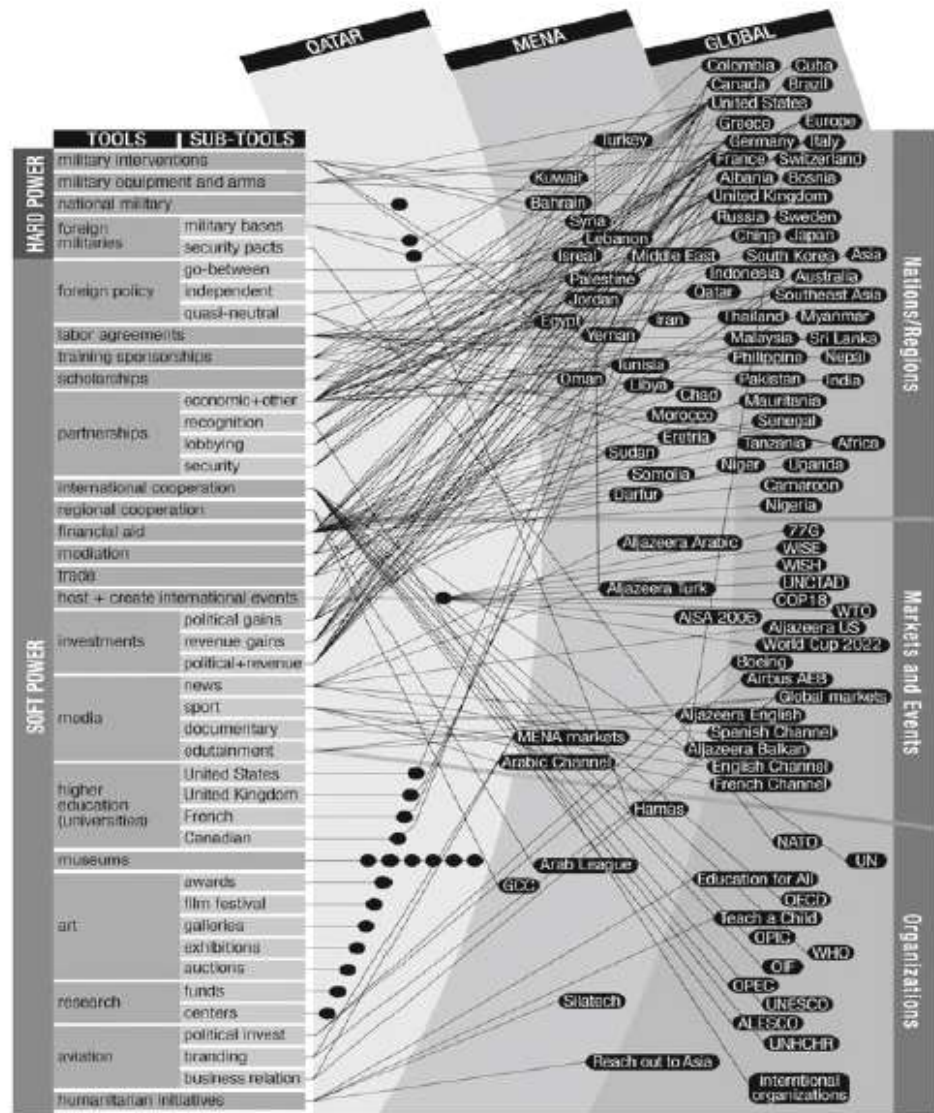 QATAR
MENA
GLOBAL
TOOLS
SUB-TOOLS
HARD POWER
SOFT POWER
military interventions
military equipment and arms
national military
foreign militaries
military bases
security pacts
foreign policy
go-between
independent
quasi-neutral
labor agreements
training sponsorships
scholarships
partnerships
economic+other
recognition
lobbying
security
international cooperation
regional cooperation
financial aid
mediation
trade
host + create international events
investments
political gains
revenue gains
political+revenue
media
news
sport
documentary
edutainment
higher
education
(universities)
United States
United Kingdom
French
Canadian
museums
art
awards
film festival
galleries
exhibitions
auctions
research
funds
centers
aviation
political invest
branding
business relation
humanitarian initiatives
Colombia
Cuba
Canada
Brazil
United States
Greece
Europe
Turkey
Germany
Italy
France
Switzerland
Kuwait
Albania
Bosnia
Bahrain
United Kingdom
Syria
Russia
Sweden
Lebanon
China
Japan
Isreal
Middle East
South Korea
Asia
Palestine
Indonesia
Australia
Jordan
Qatar
Southeast Asia
Egypt
Iran
Thailand
Myanmar
Yeman
Malaysia
Sri Lanka
Tunisia
Philippine
Nepal
Oman
Libya
Pakistan
India
Chad
Mauritania
Morocco
Senegal
Eretria
Tanzania
Africa
Sudan
Somolia
Niger
Uganda
Darfur
Camaroon
Nigeria
Nations/Regions
77G
Aljazeera Arabic
WISE
WISH
Aljazeera Turk
UNCTAD
COP18
AISA 2006
WTO
Aljazeera US
World Cup 2022
Boeing
Airbus AEB
Global markets
Aljazeera English
MENA markets
Spanish Channel
Aljazeera Balkan
Arabic Channel
English Channel
French Channel
Markets and Events
Hamas
NATO
UN
Arab League
GCC
Education for All
OECD
Teach a Child
OPIC
WHO
OIF
OPEC
Silatech
UNESCO
ALESCO
UNHCHR
Reach out to Asia
Interntional
organizations
Organizations